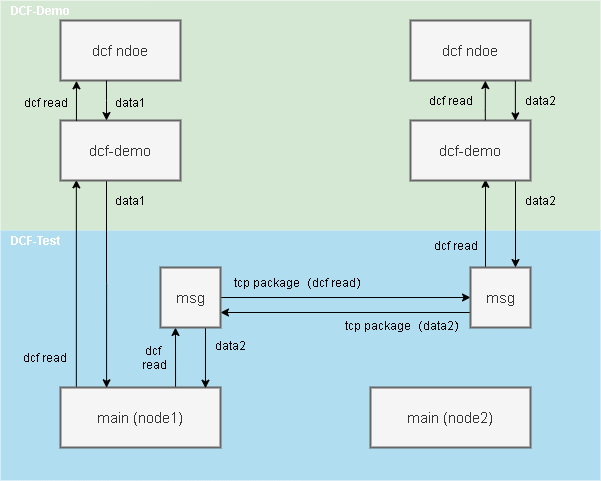 DCF-Demo
dcf ndoe
dcf ndoe
dcf read
data1
dcf read
data2
dcf-demo
dcf-demo
data1
data2
DCF-Test
dcf read
tcp package（dcf read)
msg
msg
tcp package（data2)
dcf read
dcf
read
data2
main (node1)
main (node2)